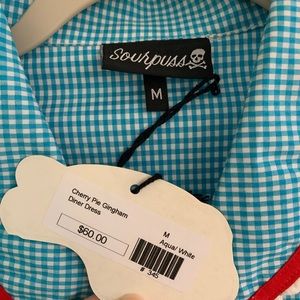 Sourpuss
M
Cherry Pie Gingham
Diner Dress
$60.00
M
Aqua/ White
# 345